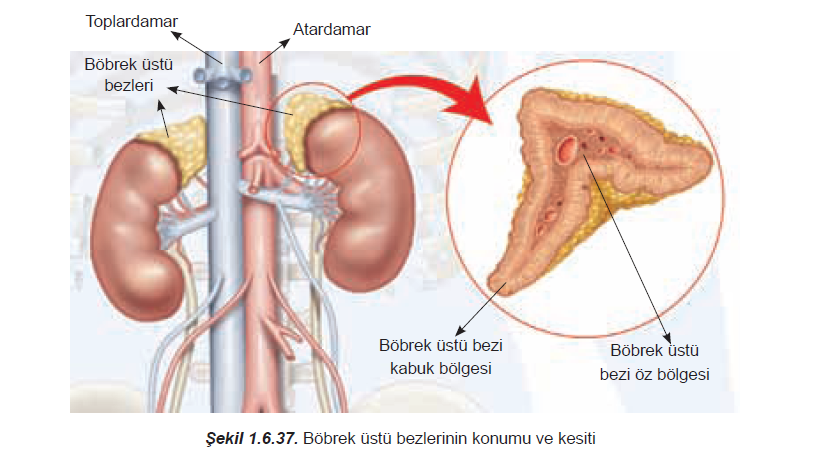 Toplardamar
Atardamar
Böbrek üstü
bezleri
Böbrek üstü bezi
kabuk bölgesi
Böbrek üstü
bezi öz bölgesi
Şekil 1.6.37. Böbrek üstü bezlerinin konumu ve kesiti